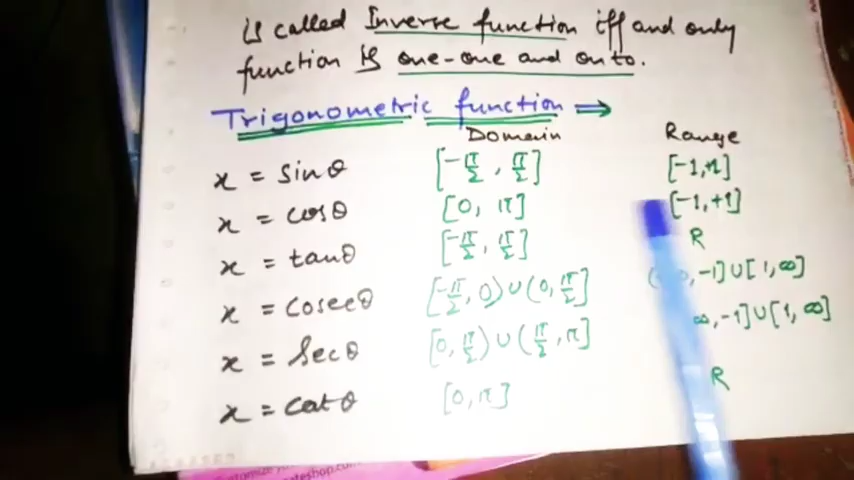 is called Inverse function iff and only
function is one-one and onto.
Trigonometric function ⇒
Domain Range
x = sinθ [-π/2, π/2] [-1,+1]
x = cosθ [0, π] [-1,+1]
x = tanθ [-π/2, π/2] R
x = cosecθ [-π/2, 0) ∪ (0, π/2] , -1] ∪ [1, ∞]
x = secθ [0, π/2) ∪ (π/2, π] ∞, -1] ∪ [1, ∞]
x = cotθ [0, π] R